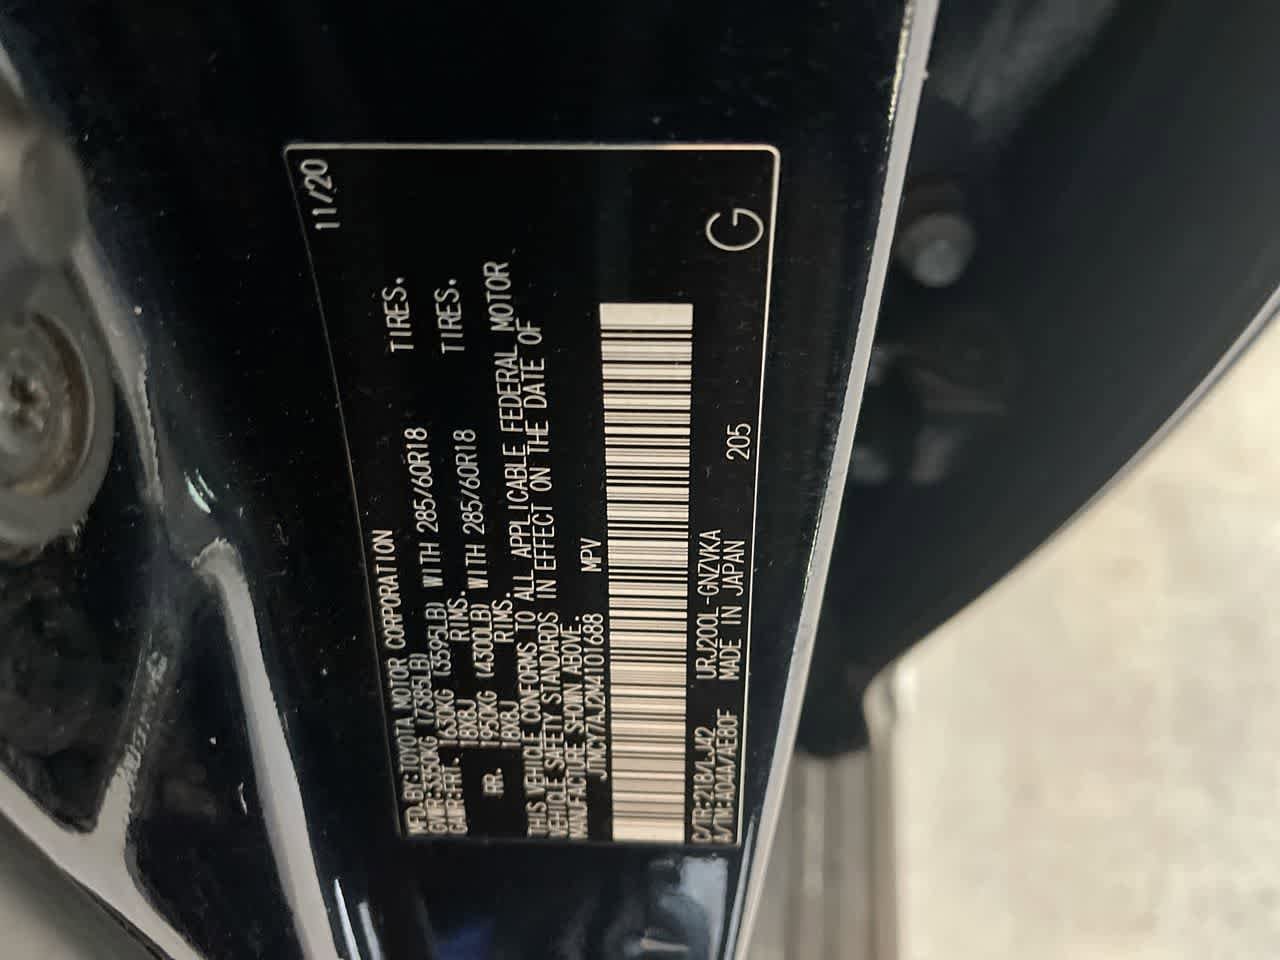 11/20
MFD.BY:TOYOTA MOTOR CORPORATION
GVWR:3350KG (7385LB)
GAWR:FRT. 1630KG (3595LB) WITH 285/60R18 TIRES.
18X8J RIMS.
RR. 1950KG (4300LB) WITH 285/60R18 TIRES.
18X8J RIMS.
THIS VEHICLE CONFORMS TO ALL APPLICABLE FEDERAL MOTOR
VEHICLE SAFETY STANDARDS IN EFFECT ON THE DATE OF
MANUFACTURE SHOWN ABOVE.
JTMCY7AJ2M4101688 MPV
C/TR:218/LJ42 URJ200L-GNZVKA
A/TM:EA04A/AE80F MADE IN JAPAN 205
G